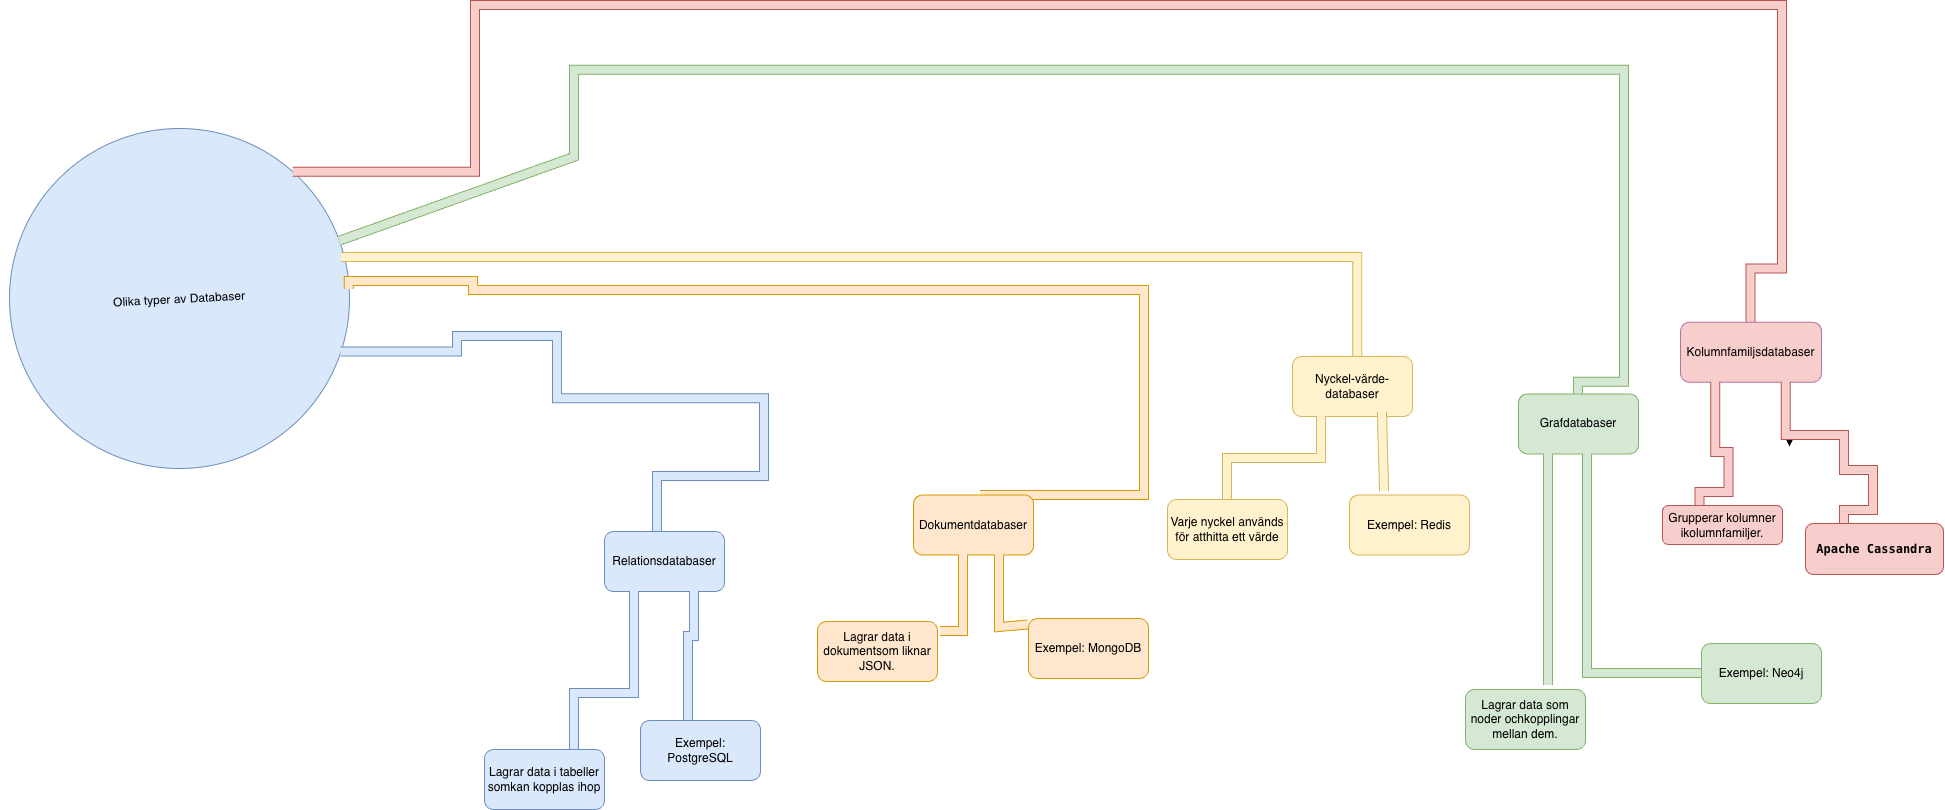 Olika typer av Databaser
Relationsdatabaser
Lagrar data i tabeller
somkan kopplas ihop
Exempel:
PostgreSQL
Dokumentdatabaser
Lagrar data i
dokumentsom liknar
JSON.
Exempel: MongoDB
Nyckel-värde-
databaser
Varje nyckel används
för atthitta ett värde
Exempel: Redis
Grafdatabaser
Lagrar data som
noder ochkopplingar
mellan dem.
Exempel: Neo4j
Kolumnfamiljsdatabaser
Grupperar kolumner
ikolumnfamiljer.
Apache Cassandra